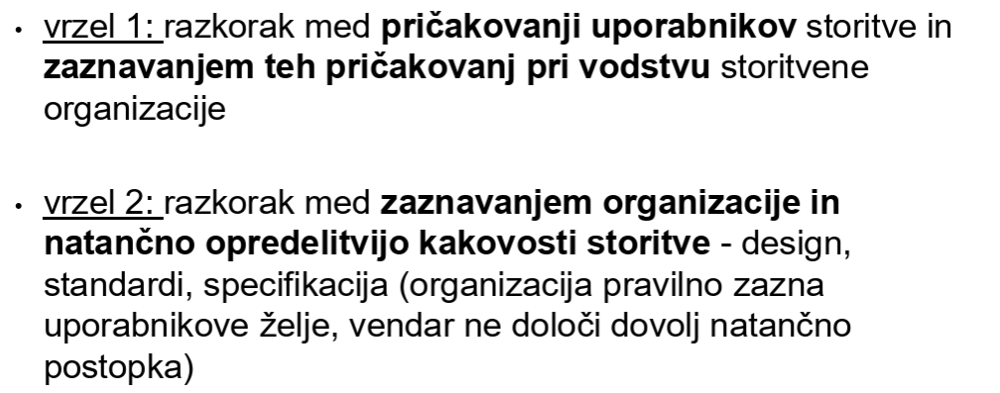 • vrzel 1: razkorak med pričakovanji uporabnikov storitve in
zaznavanjem teh pričakovanj pri vodstvu storitvene
organizacije
• vrzel 2: razkorak med zaznavanjem organizacije in
natančno opredelitvijo kakovosti storitve - design,
standardi, specifikacija (organizacija pravilno zazna
uporabnikove želje, vendar ne določi dovolj natančno
postopka)